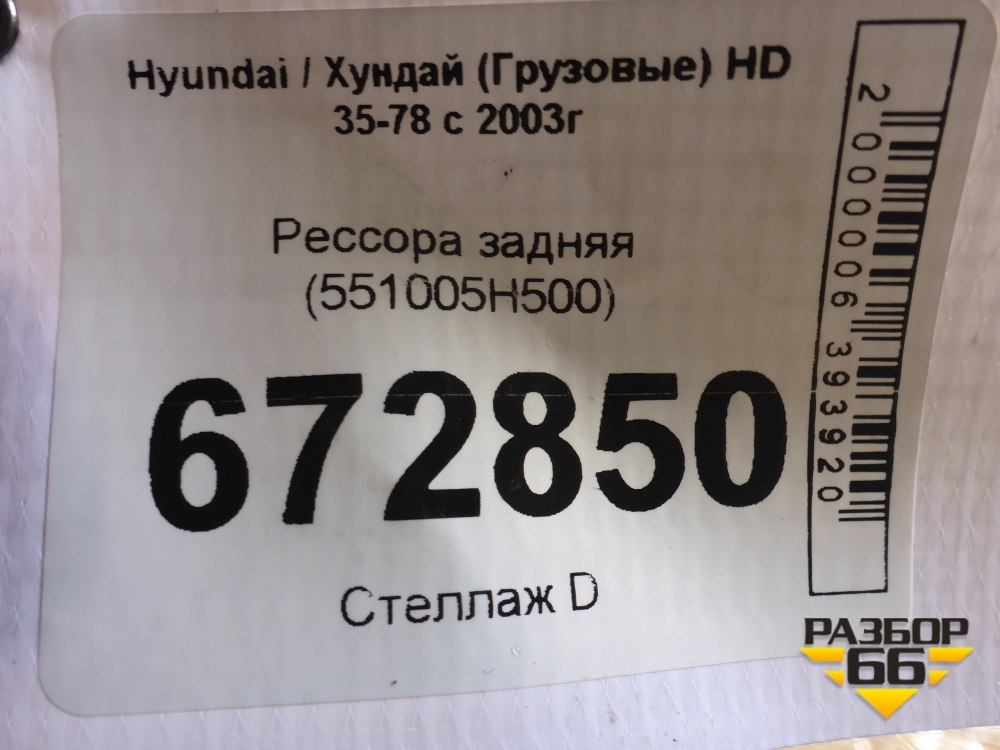 Hyundai / Хундай (Грузовые) HD
35-78 с 2003г
Рессора задняя
(551005H500)
672850
Стеллаж D
2000006393920
РАЗБОР
66